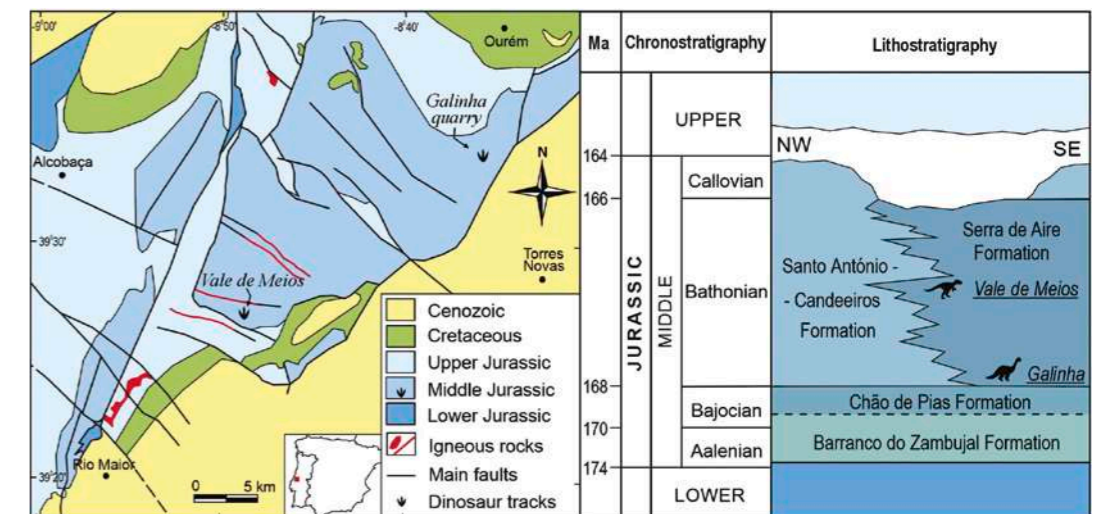 -9°00'
-8°50'
-8°40'
Ourém
Galinha
quarry
Alcobaça
N
39°30'
Torres
Novas
Vale de Meios
Cenozoic
Cretaceous
Upper Jurassic
Middle Jurassic
Lower Jurassic
Igneous rocks
Main faults
Dinosaur tracks
Rio Maior
39°20'
0 5 km
Ma Chronostratigraphy Lithostratigraphy
UPPER
NW SE
164
Callovian
166
Serra de Aire
Formation
Santo António -
- Candeeiros
Formation
JURASSIC
MIDDLE
Bathonian
Vale de Meios
Galinha
168
Chão de Pias Formation
Bajocian
170
Barranco do Zambujal Formation
Aalenian
174
LOWER